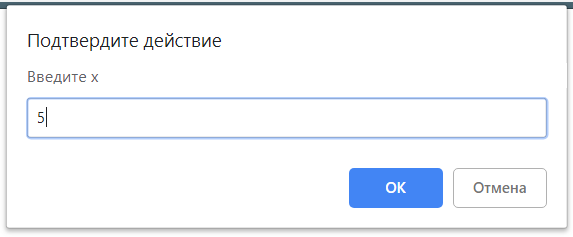 Подтвердите действие
Введите x
5
ОК Отмена